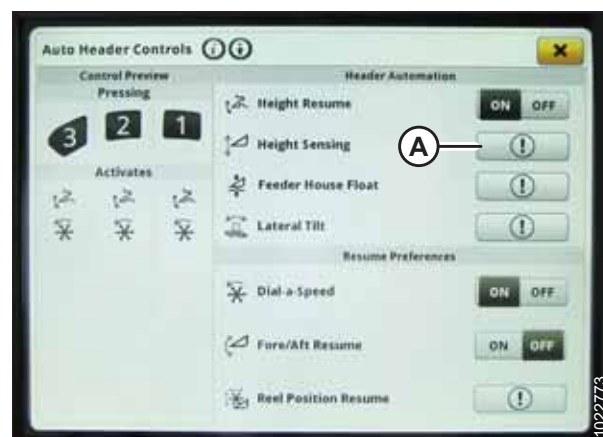 Auto Header Controls
Control Preview
Pressing
3 2 1
Activates
Header Automation
Height Resume ON OFF
A
Height Sensing
Feeder House Float
Lateral Tilt
Resume Preferences
Dial-a-Speed ON OFF
Fore/Aft Resume ON OFF
Reel Position Resume
1022773